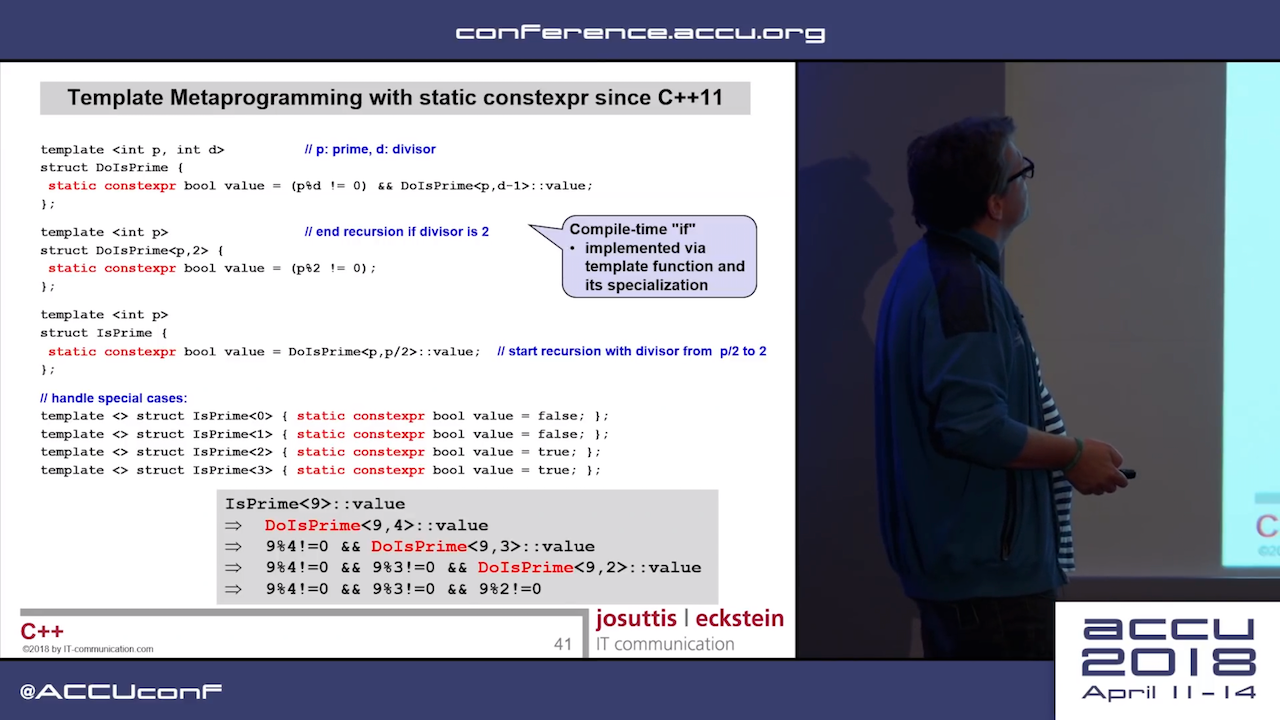 conference.accu.org
Template Metaprogramming with static constexpr since C++11
template <int p, int d> // p: prime, d: divisor
struct DoIsPrime {
static constexpr bool value = (p%d != 0) && DoIsPrime<p,d-1>::value;
};
template <int p> // end recursion if divisor is 2
struct DoIsPrime<p,2> {
static constexpr bool value = (p%2 != 0);
};
Compile-time "if"
• implemented via
template function and
its specialization
template <int p>
struct IsPrime {
static constexpr bool value = DoIsPrime<p,p/2>::value; // start recursion with divisor from p/2 to 2
};
// handle special cases:
template <> struct IsPrime<0> { static constexpr bool value = false; };
template <> struct IsPrime<1> { static constexpr bool value = false; };
template <> struct IsPrime<2> { static constexpr bool value = true; };
template <> struct IsPrime<3> { static constexpr bool value = true; };
IsPrime<9>::value
⇒ DoIsPrime<9,4>::value
⇒ 9%4!=0 && DoIsPrime<9,3>::value
⇒ 9%4!=0 && 9%3!=0 && DoIsPrime<9,2>::value
⇒ 9%4!=0 && 9%3!=0 && 9%2!=0
C++
©2018 by IT-communication.com
41
josuttis | eckstein
IT communication
C
©20
@ACCUconf
accu
2018
April 11-14